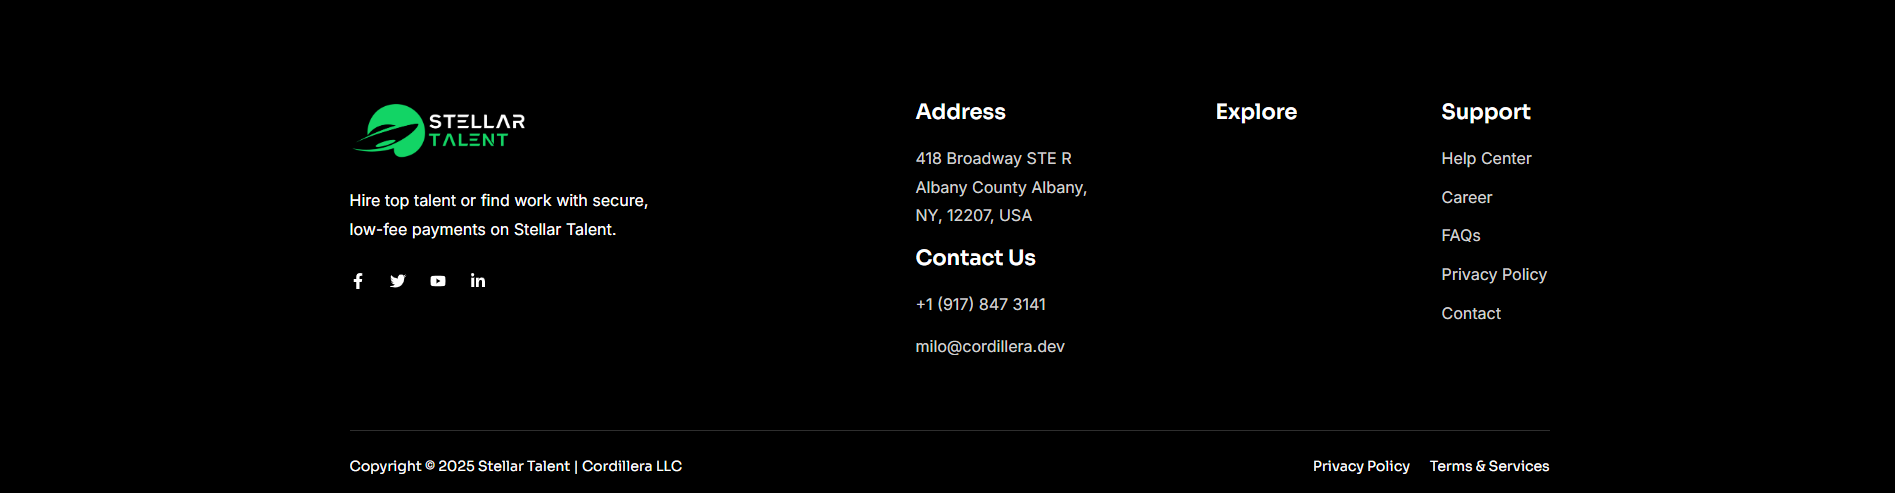 STELLAR
TALENT
Hire top talent or find work with secure,
low-fee payments on Stellar Talent.
Address
418 Broadway STE R
Albany County Albany,
NY, 12207, USA
Contact Us
+1 (917) 847 3141
milo@cordillera.dev
Explore
Support
Help Center
Career
FAQs
Privacy Policy
Contact
Copyright © 2025 Stellar Talent | Cordillera LLC
Privacy Policy
Terms & Services